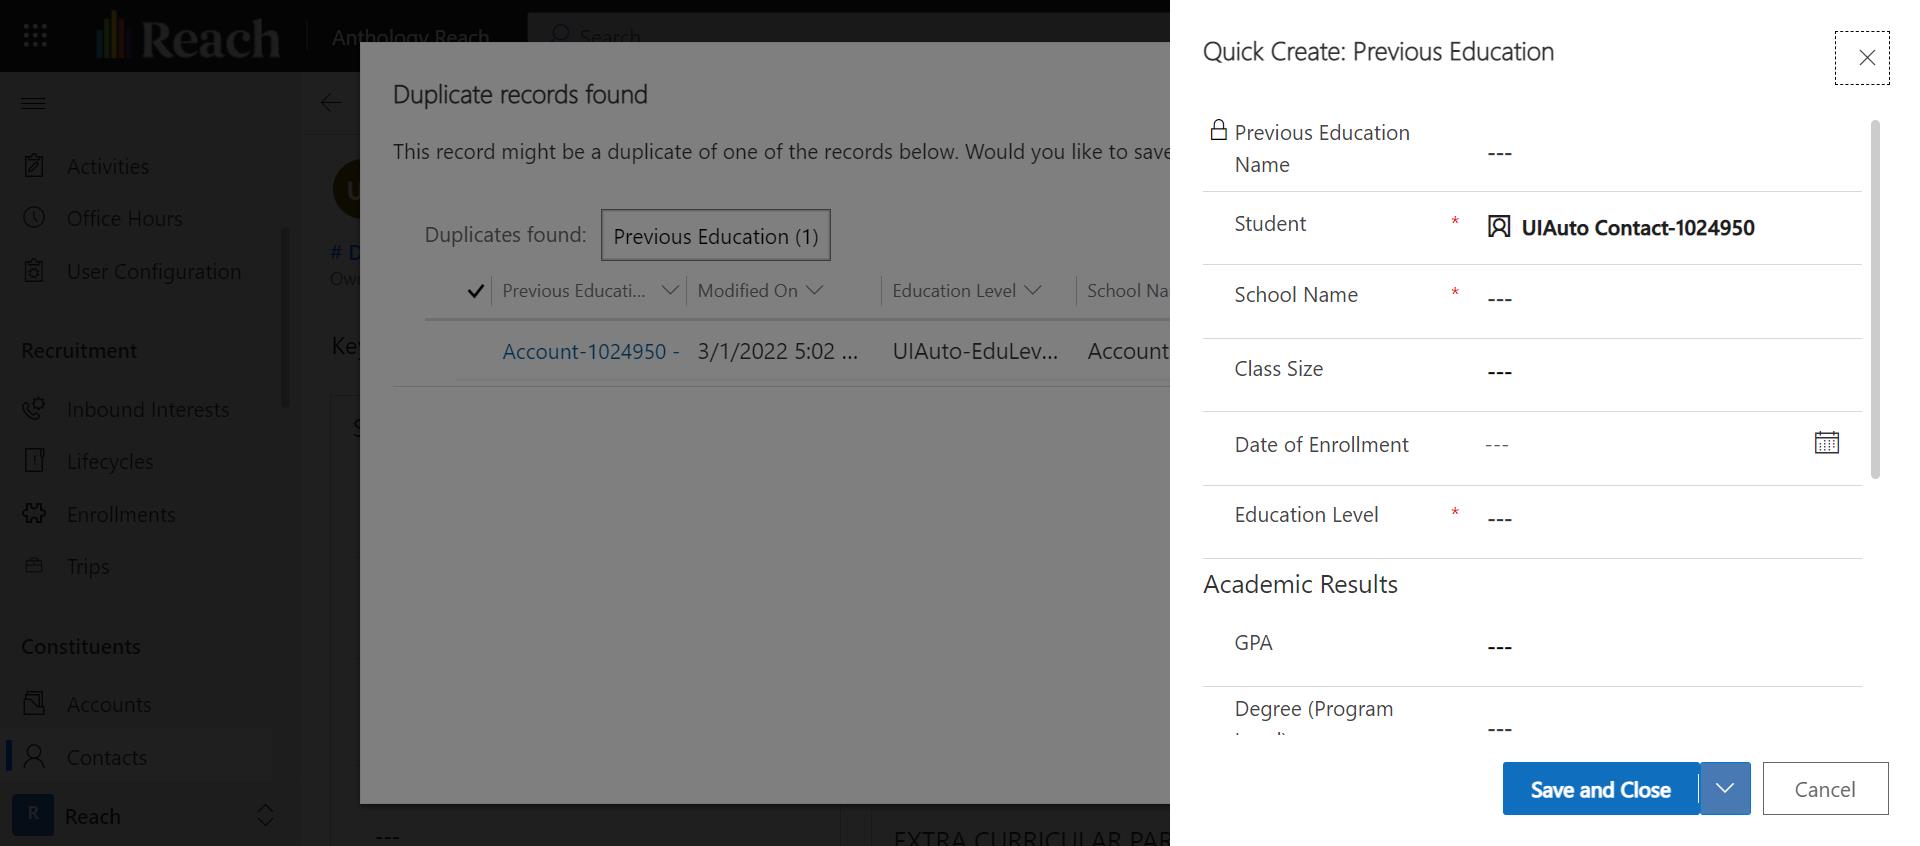 Reach
Anthology Reach
Search
Activities
Office Hours
User Configuration
Recruitment
Inbound Interests
Lifecycles
Enrollments
Trips
Constituents
Accounts
Contacts
R
Reach
Duplicate records found
This record might be a duplicate of one of the records below. Would you like to save
Duplicates found:
Previous Education (1)
Previous Educati...
Modified On
Education Level
School Na
Account-1024950 -
3/1/2022 5:02 ...
UIAuto-EduLev...
Account
---
EXTRA CURRICULAR PAR
Quick Create: Previous Education
Previous Education
Name
---
Student
*
UIAuto Contact-1024950
School Name
*
---
Class Size
---
Date of Enrollment
---
Education Level
*
---
Academic Results
GPA
---
Degree (Program
---
Save and Close
Cancel